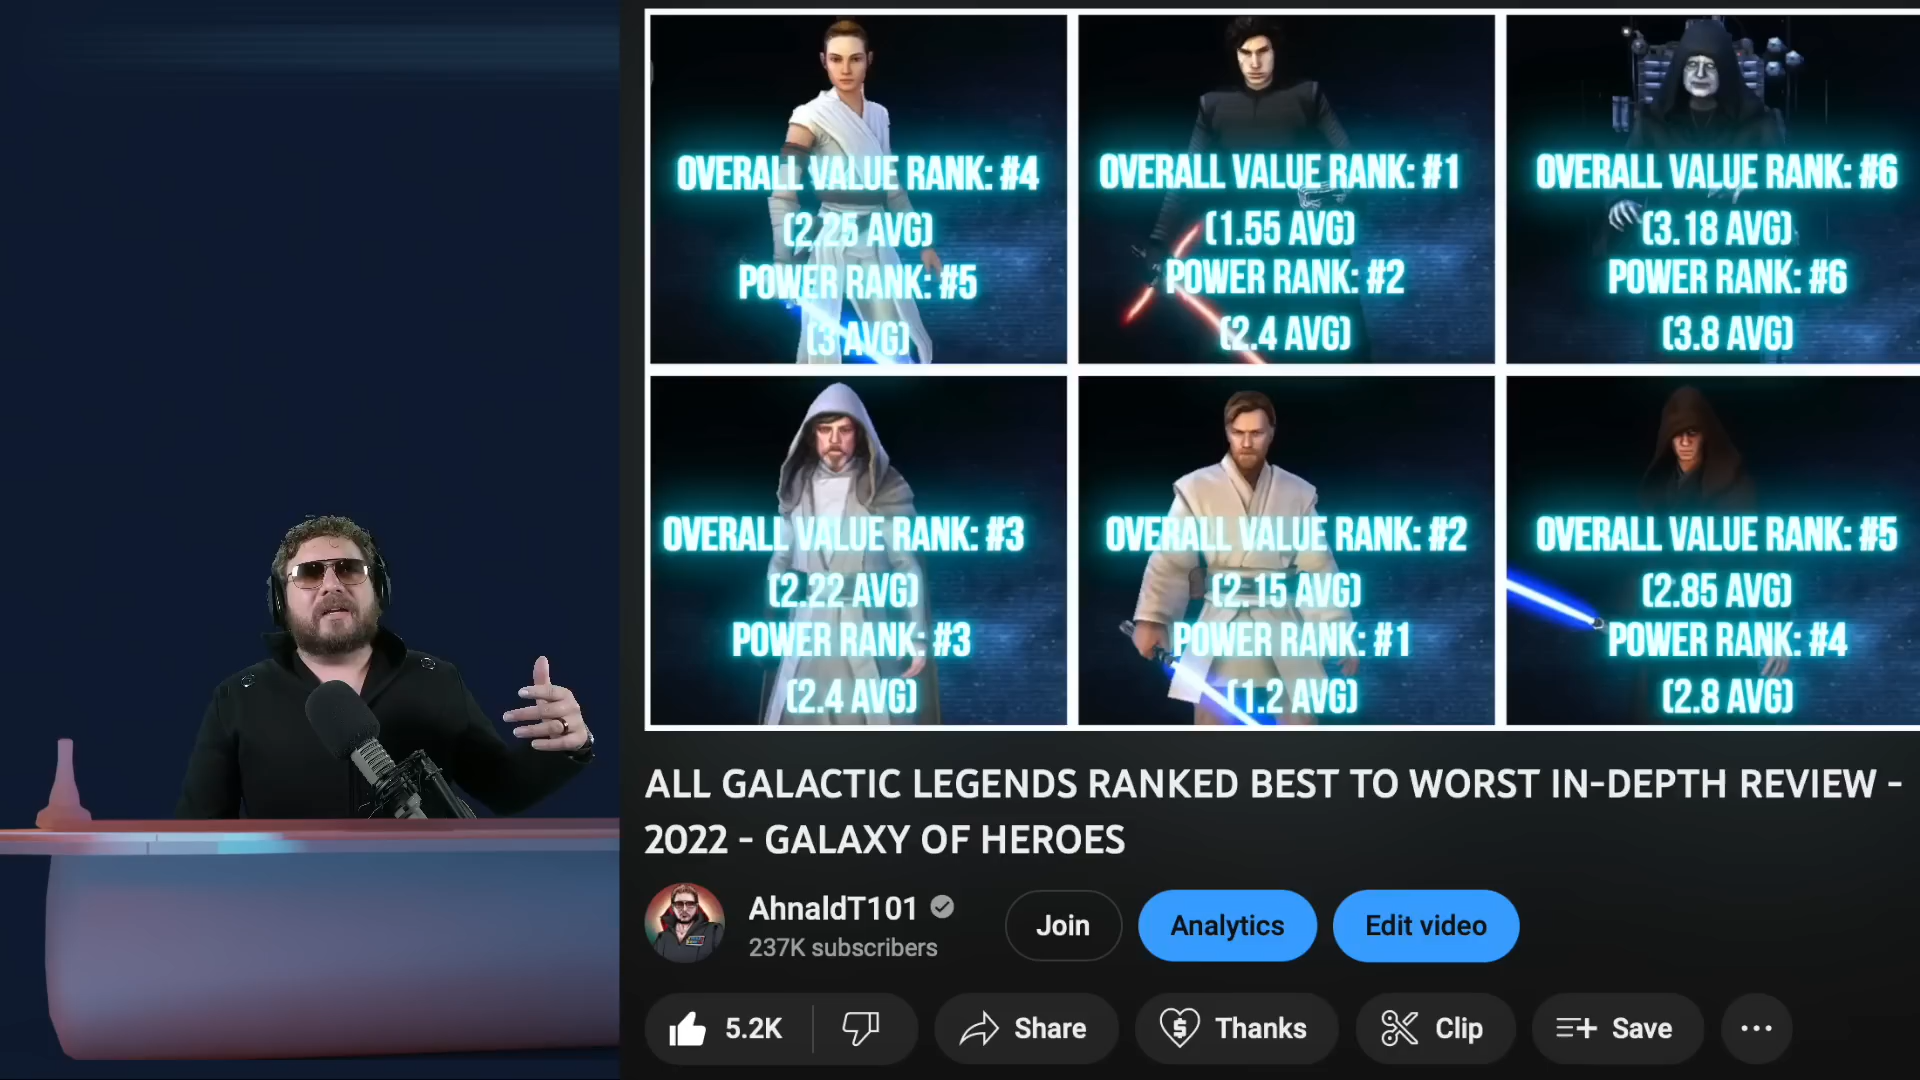 OVERALL VALUE RANK: #4
(2.25 AVG)
POWER RANK: #5
(3 AVG)
OVERALL VALUE RANK: #1
(1.55 AVG)
POWER RANK: #2
(2.4 AVG)
OVERALL VALUE RANK: #6
(3.18 AVG)
POWER RANK: #6
(3.8 AVG)
OVERALL VALUE RANK: #3
(2.22 AVG)
POWER RANK: #3
(2.4 AVG)
OVERALL VALUE RANK: #2
(2.15 AVG)
POWER RANK: #1
(1.2 AVG)
OVERALL VALUE RANK: #5
(2.85 AVG)
POWER RANK: #4
(2.8 AVG)
ALL GALACTIC LEGENDS RANKED BEST TO WORST IN-DEPTH REVIEW -
2022 - GALAXY OF HEROES
AhnaldT101
237K subscribers
Join
Analytics
Edit video
5.2K
Share
Thanks
Clip
Save